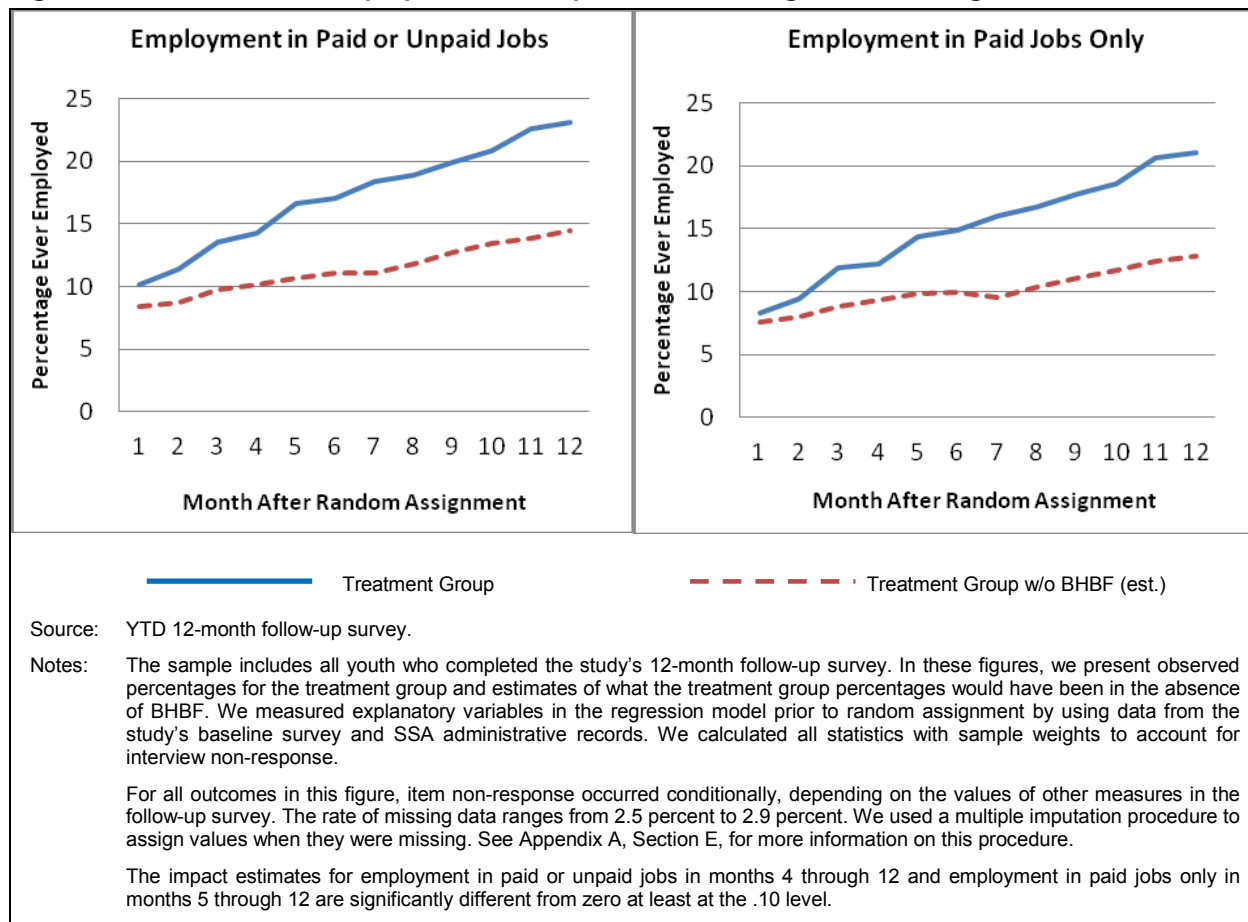 Employment in Paid or Unpaid Jobs
Percentage Ever Employed
25
20
15
10
5
0
1 2 3 4 5 6 7 8 9 10 11 12
Month After Random Assignment
Employment in Paid Jobs Only
Percentage Ever Employed
25
20
15
10
5
0
1 2 3 4 5 6 7 8 9 10 11 12
Month After Random Assignment
Treatment Group
Treatment Group w/o BHBF (est.)
Source: YTD 12-month follow-up survey.
Notes: The sample includes all youth who completed the study's 12-month follow-up survey. In these figures, we present observed
percentages for the treatment group and estimates of what the treatment group percentages would have been in the absence
of BHBF. We measured explanatory variables in the regression model prior to random assignment by using data from the
study's baseline survey and SSA administrative records. We calculated all statistics with sample weights to account for
interview non-response.
For all outcomes in this figure, item non-response occurred conditionally, depending on the values of other measures in the
follow-up survey. The rate of missing data ranges from 2.5 percent to 2.9 percent. We used a multiple imputation procedure to
assign values when they were missing. See Appendix A, Section E, for more information on this procedure.
The impact estimates for employment in paid or unpaid jobs in months 4 through 12 and employment in paid jobs only in
months 5 through 12 are significantly different from zero at least at the .10 level.